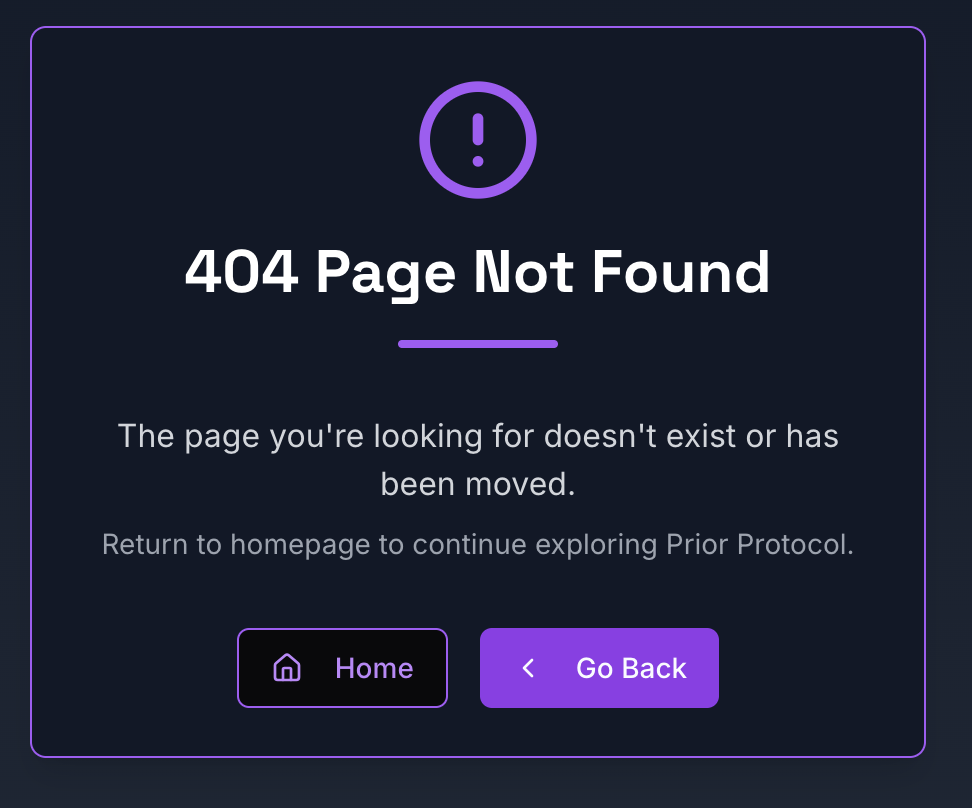 404 Page Not Found
The page you're looking for doesn't exist or has
been moved.
Return to homepage to continue exploring Prior Protocol.
Home
Go Back